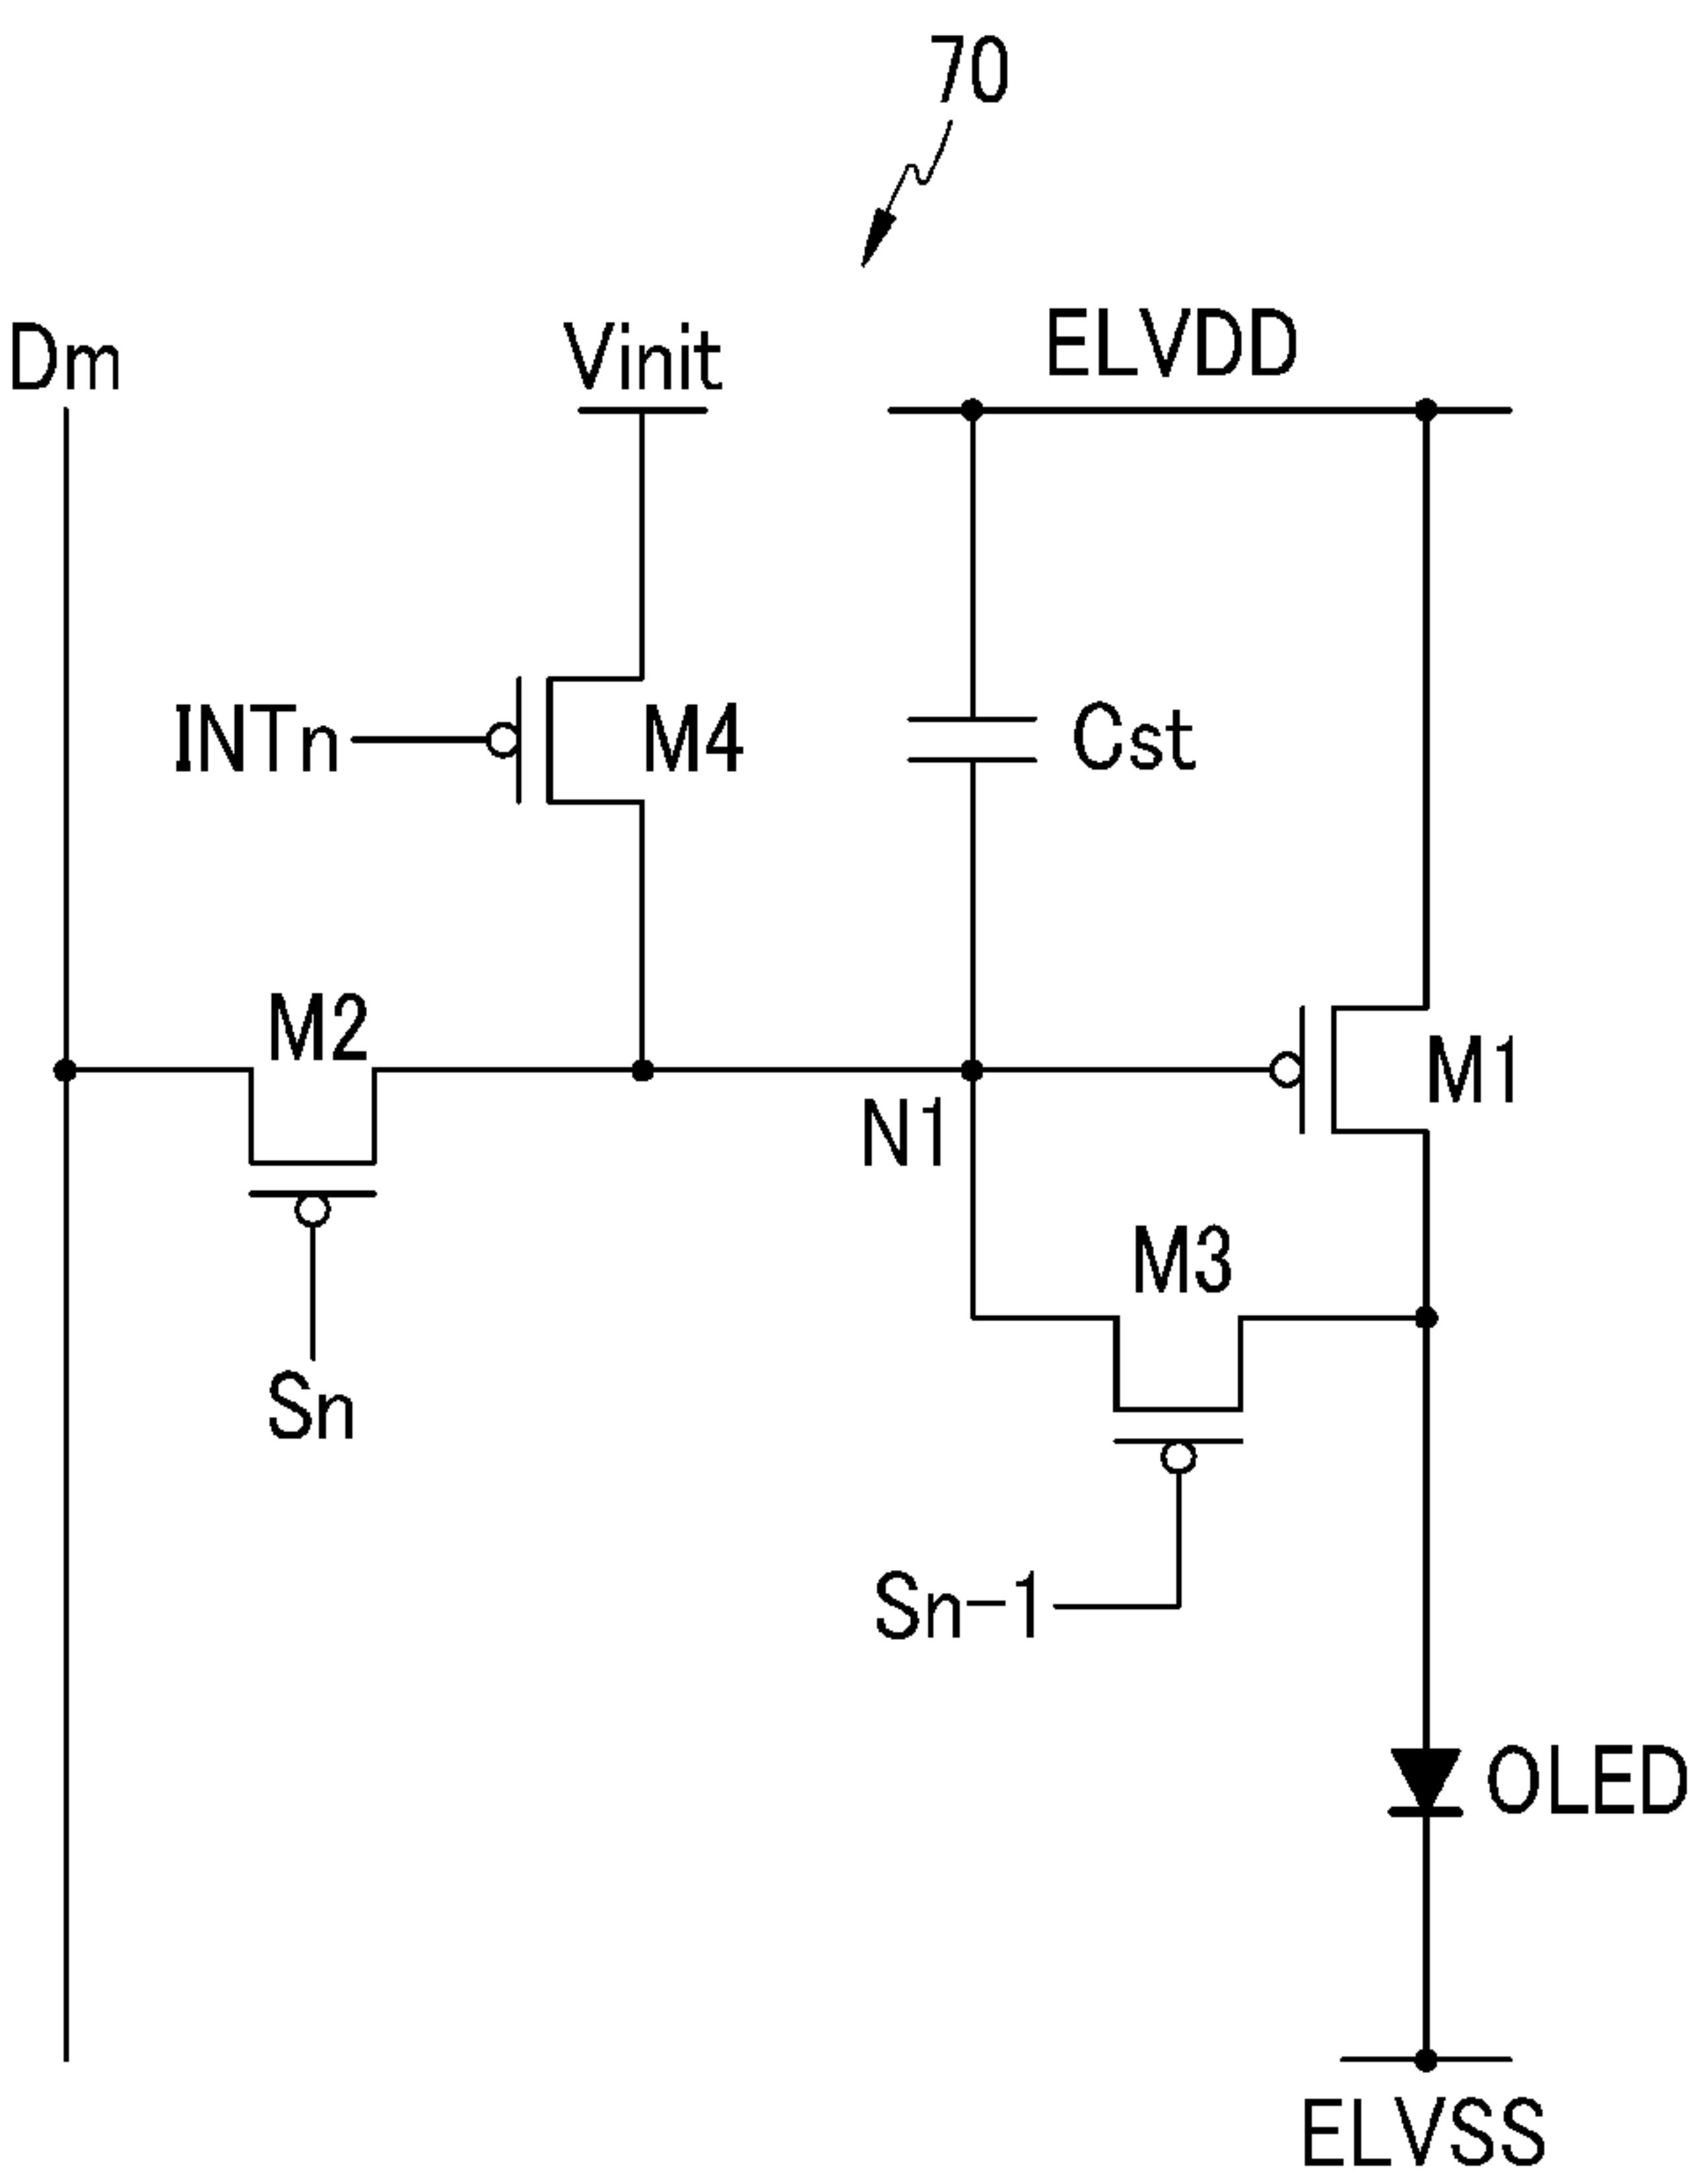 70
Dm Vinit ELVDD
INTn M4 Cst
M2 M1
N1
M3
Sn
Sn-1
OLED
ELVSS